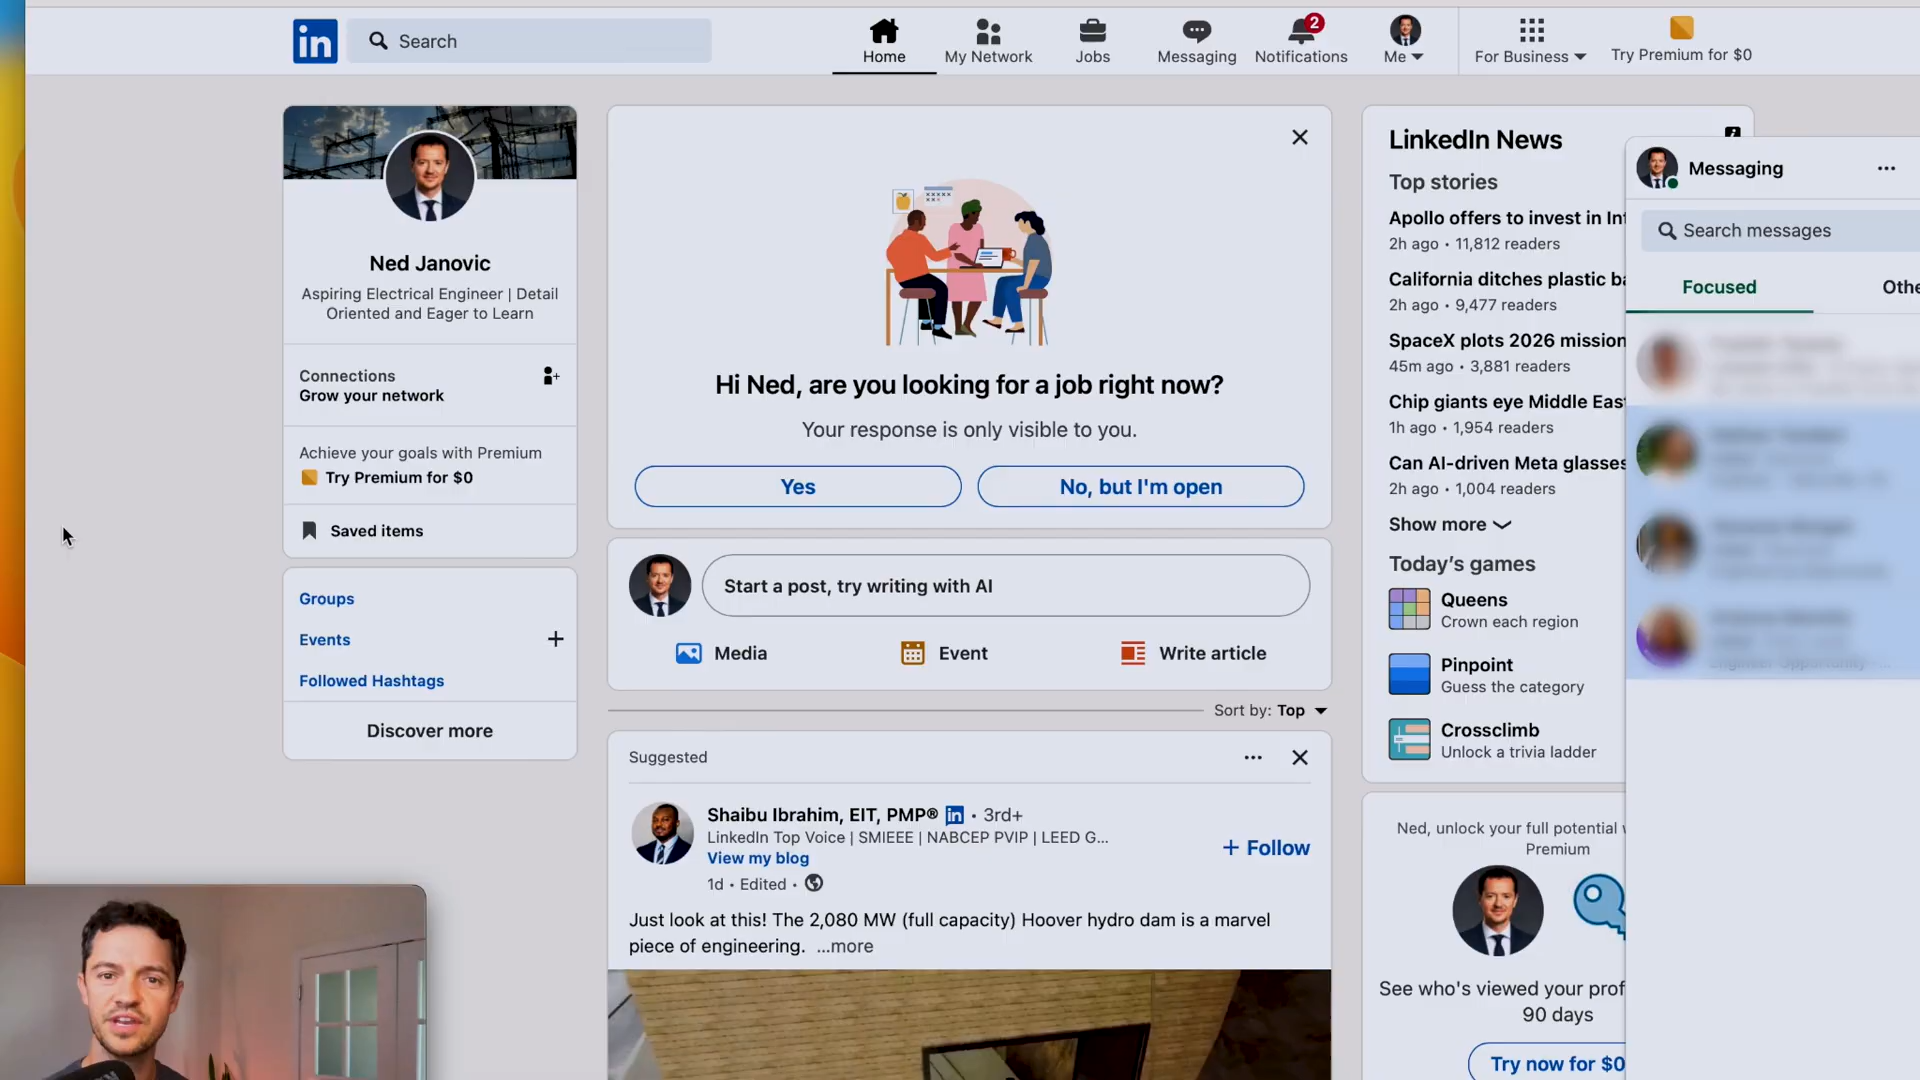 in
Search
Home
My Network
Jobs
Messaging
2
Notifications
Me
For Business
Try Premium for $0
Ned Janovic
Aspiring Electrical Engineer | Detail
Oriented and Eager to Learn
Connections
Grow your network
Achieve your goals with Premium
Try Premium for $0
Saved items
Groups
Events
Followed Hashtags
Discover more
Hi Ned, are you looking for a job right now?
Your response is only visible to you.
Yes
No, but I'm open
Start a post, try writing with AI
Media
Event
Write article
Sort by: Top
Suggested
Shaibu Ibrahim, EIT, PMP® in • 3rd+
LinkedIn Top Voice | SMIEEE | NABCEP PVIP | LEED G...
View my blog
1d • Edited •
+ Follow
Just look at this! The 2,080 MW (full capacity) Hoover hydro dam is a marvel
piece of engineering. ...more
LinkedIn News
Top stories
Apollo offers to invest in Int
2h ago • 11,812 readers
California ditches plastic ba
2h ago • 9,477 readers
SpaceX plots 2026 mission
45m ago • 3,881 readers
Chip giants eye Middle East
1h ago • 1,954 readers
Can AI-driven Meta glasses
2h ago • 1,004 readers
Show more
Today’s games
Queens
Crown each region
Pinpoint
Guess the category
Crossclimb
Unlock a trivia ladder
Ned, unlock your full potential
Premium
See who's viewed your prof
90 days
Try now for $0
Messaging
Search messages
Focused
Othe
Engineer Opportunity